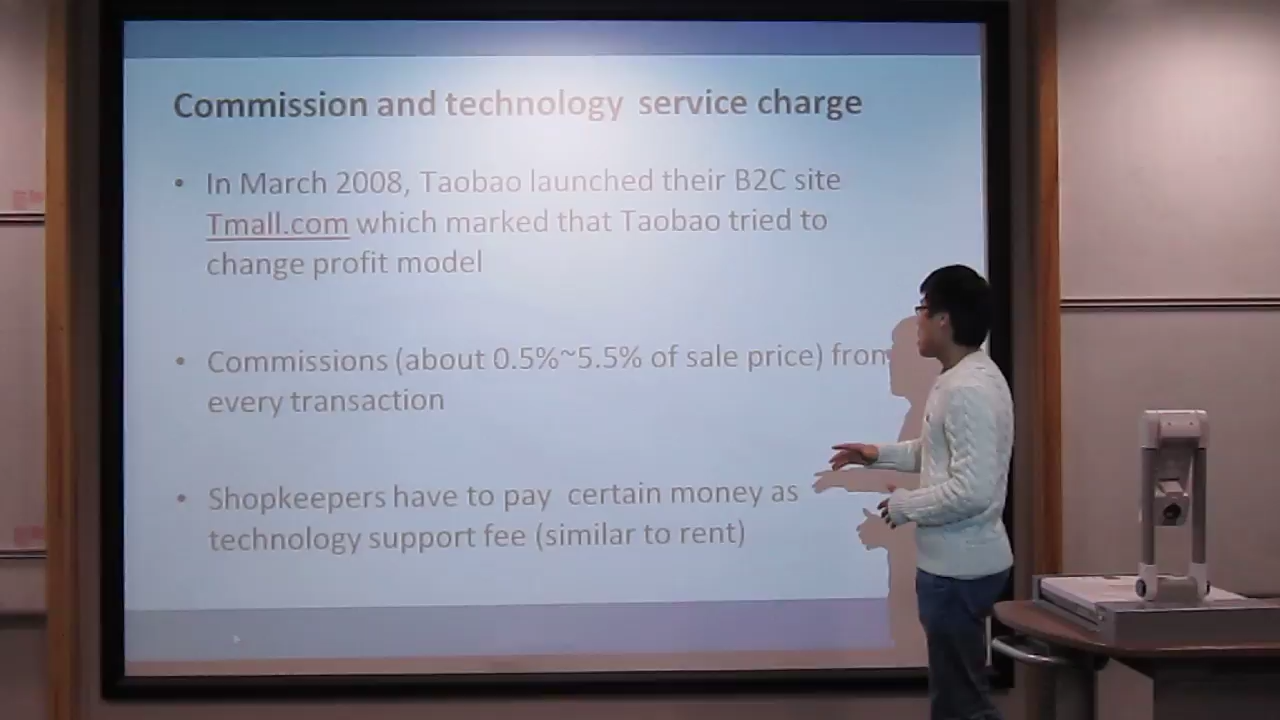 Commission and technology service charge
• In March 2008, Taobao launched their B2C site
Tmall.com which marked that Taobao tried to
change profit model
• Commissions (about 0.5%~5.5% of sale price) from
every transaction
• Shopkeepers have to pay certain money as
technology support fee (similar to rent)